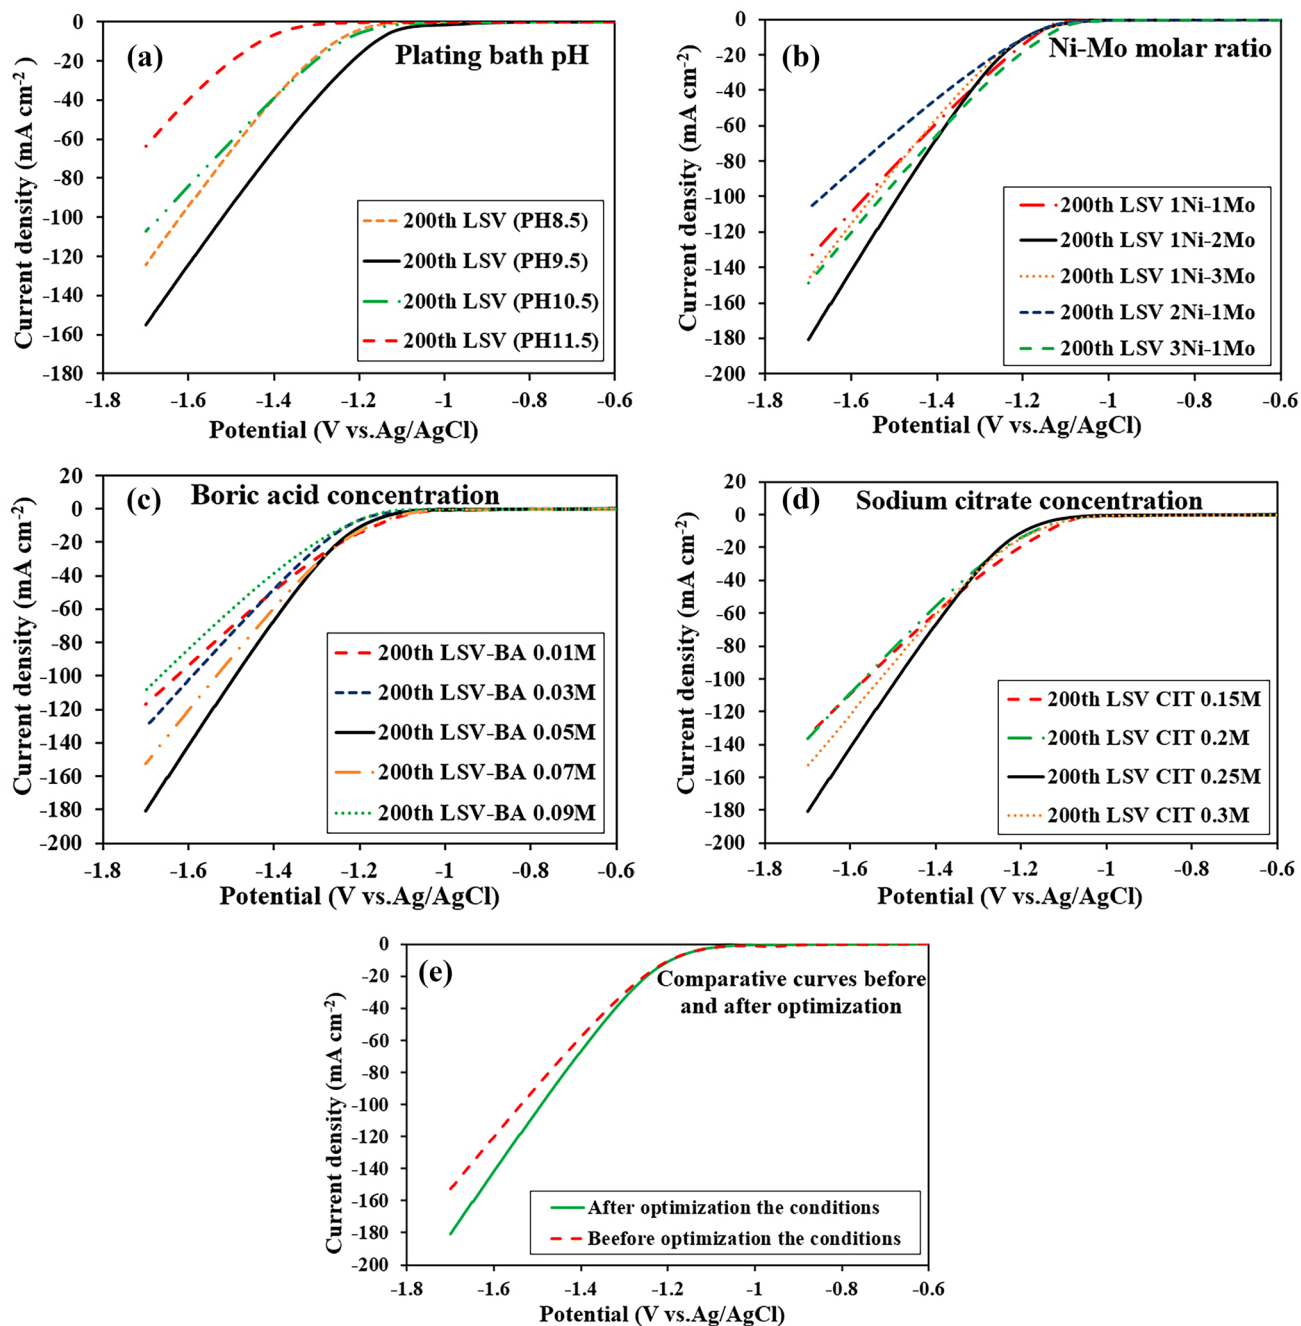 (a)
Plating bath pH
Current density (mA cm⁻²)
0
-20
-40
-60
-80
-100
-120
-140
-160
-180
200th LSV (PH8.5)
200th LSV (PH9.5)
200th LSV (PH10.5)
200th LSV (PH11.5)
-1.8 -1.6 -1.4 -1.2 -1 -0.8 -0.6
Potential (V vs.Ag/AgCl)
(b)
Ni-Mo molar ratio
Current density (mA cm⁻²)
0
-20
-40
-60
-80
-100
-120
-140
-160
-180
-200
200th LSV 1Ni-1Mo
200th LSV 1Ni-2Mo
200th LSV 1Ni-3Mo
200th LSV 2Ni-1Mo
200th LSV 3Ni-1Mo
-1.8 -1.6 -1.4 -1.2 -1 -0.8 -0.6
Potential (V vs.Ag/AgCl)
(c)
Boric acid concentration
Current density (mA cm⁻²)
20
0
-20
-40
-60
-80
-100
-120
-140
-160
-180
-200
200th LSV-BA 0.01M
200th LSV-BA 0.03M
200th LSV-BA 0.05M
200th LSV-BA 0.07M
200th LSV-BA 0.09M
-1.8 -1.6 -1.4 -1.2 -1 -0.8 -0.6
Potential (V vs.Ag/AgCl)
(d)
Sodium citrate concentration
Current density (mA cm⁻²)
20
0
-20
-40
-60
-80
-100
-120
-140
-160
-180
-200
200th LSV CIT 0.15M
200th LSV CIT 0.2M
200th LSV CIT 0.25M
200th LSV CIT 0.3M
-1.8 -1.6 -1.4 -1.2 -1 -0.8 -0.6
Potential (V vs.Ag/AgCl)
(e)
Comparative curves before
and after optimization
Current density (mA cm⁻²)
0
-20
-40
-60
-80
-100
-120
-140
-160
-180
-200
After optimization the conditions
Beefore optimization the conditions
-1.8 -1.6 -1.4 -1.2 -1 -0.8 -0.6
Potential (V vs.Ag/AgCl)